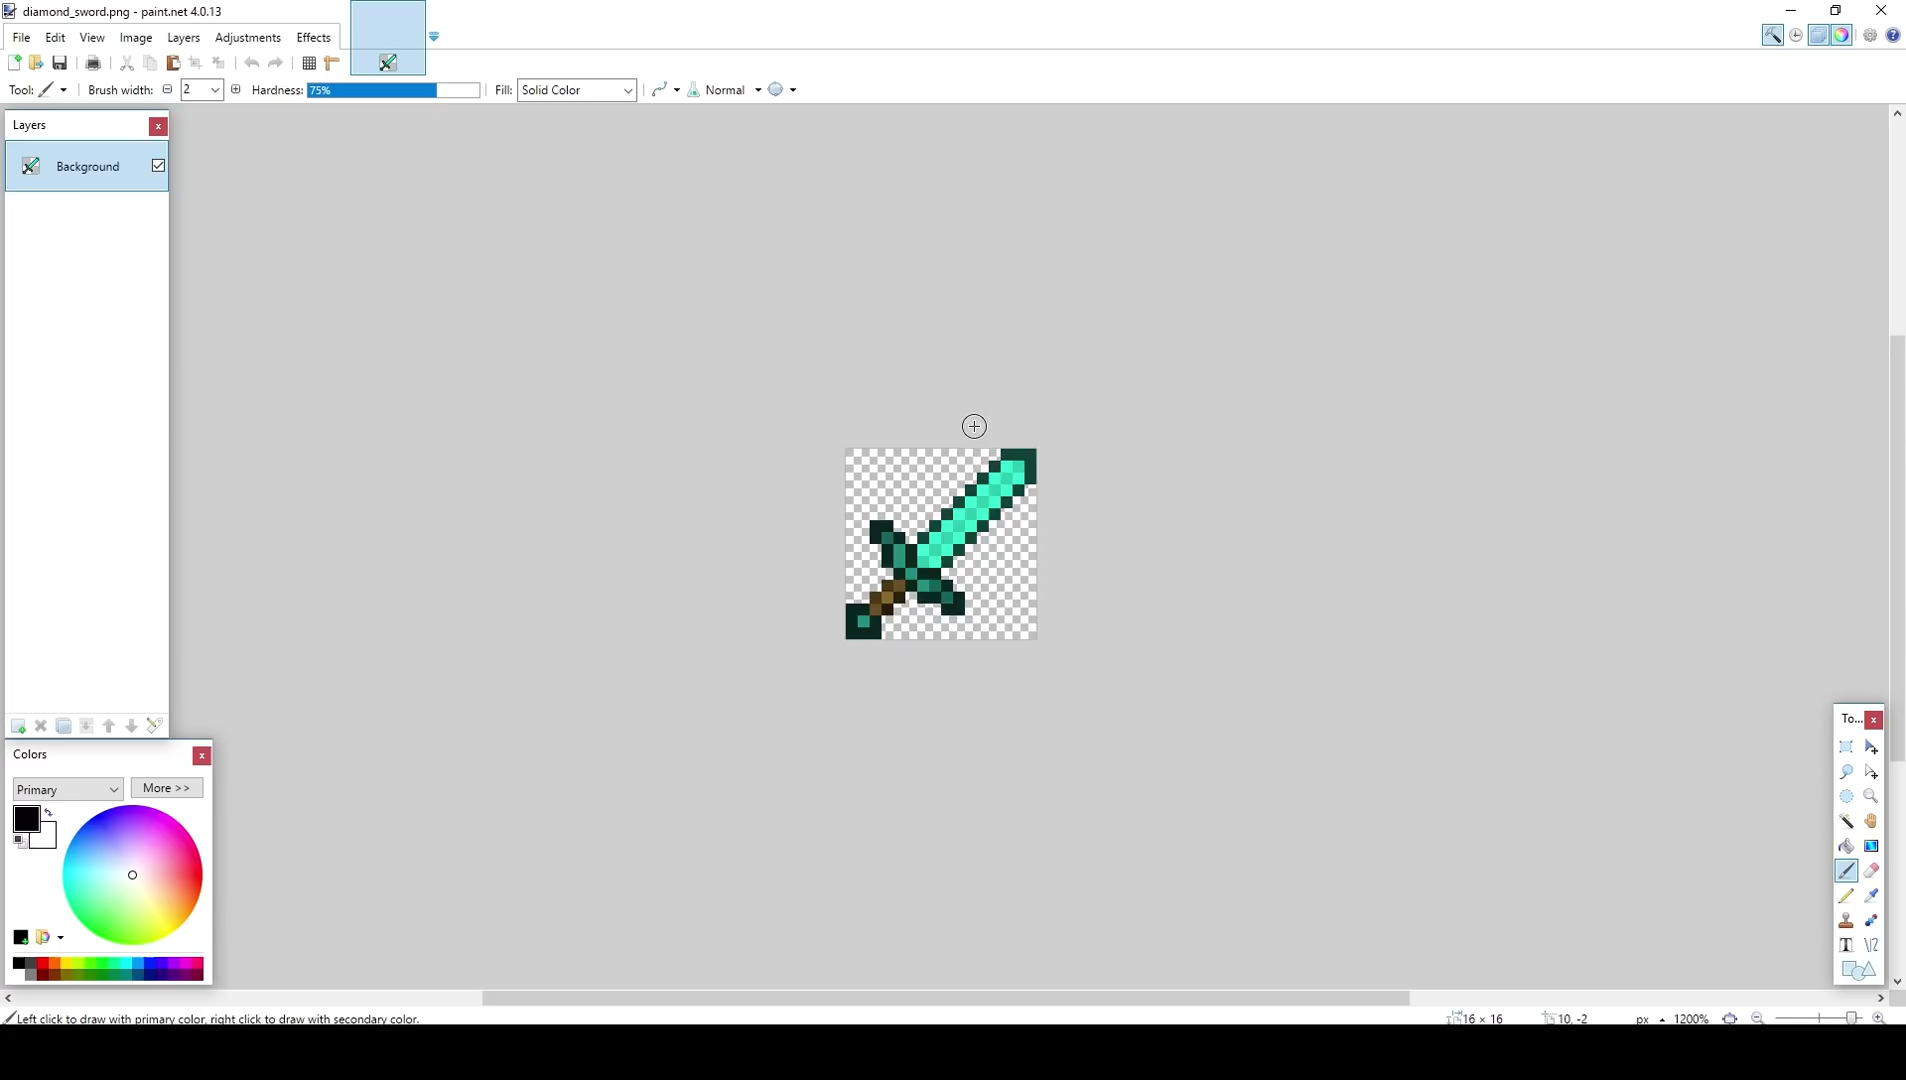 diamond_sword.png - paint.net 4.0.13
File Edit View Image Layers Adjustments Effects
Tool: Brush width: 2 Hardness: 75% Fill: Solid Color Normal
Layers
Background
To...
Colors
Primary More >>
Left click to draw with primary color, right click to draw with secondary color. 16 × 16 10, -2 px 1200%